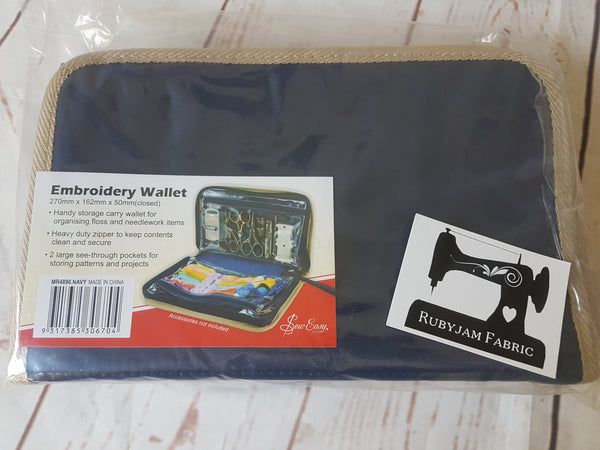 Embroidery Wallet
270mm x 162mm x 50mm(closed)
• Handy storage carry wallet for
organising floss and needlework items
• Heavy duty zipper to keep contents
clean and secure
• 2 large see-through pockets for
storing patterns and projects
MR4890.NAVY MADE IN CHINA
9 317385 306704
Accessories not included
Sew Easy
RUBYJAM FABRIC